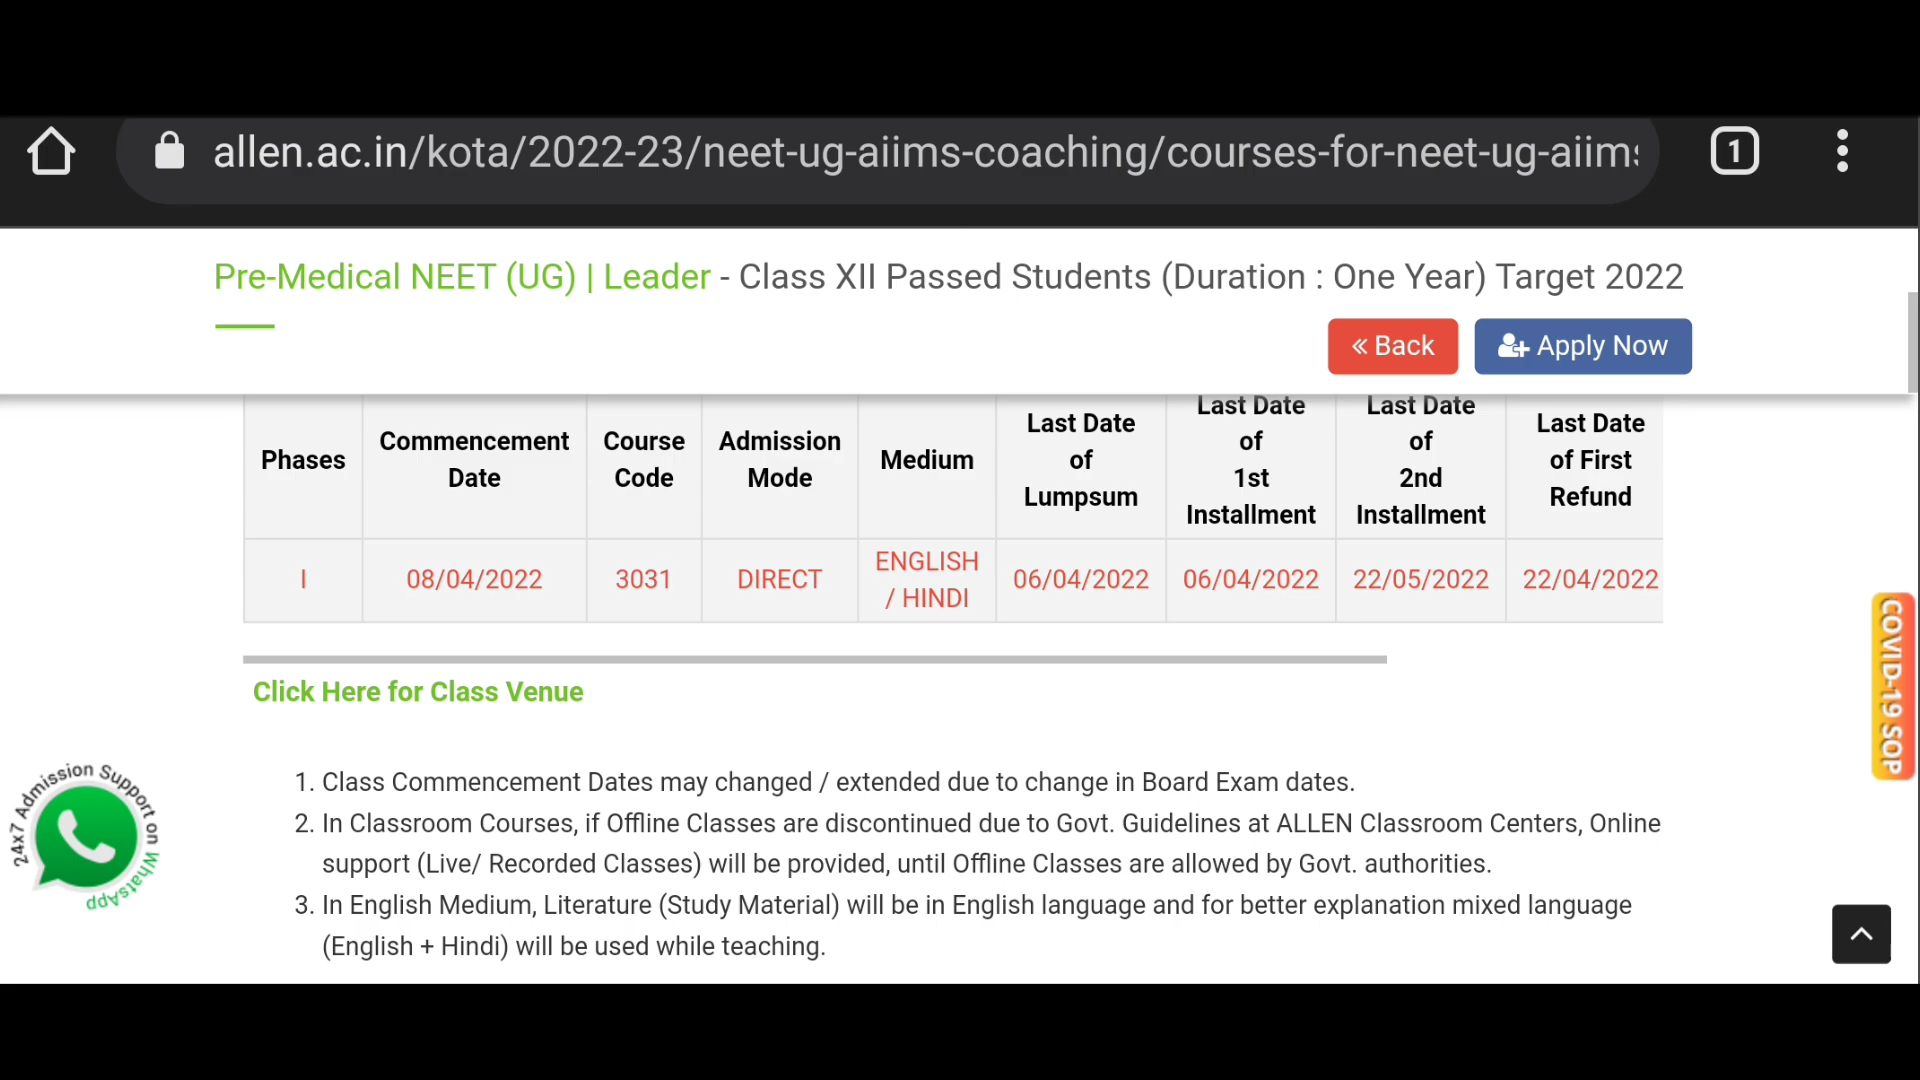 allen.ac.in/kota/2022-23/neet-ug-aiims-coaching/courses-for-neet-ug-aiims
1
Pre-Medical NEET (UG) | Leader - Class XII Passed Students (Duration : One Year) Target 2022
« Back
Apply Now
Phases
Commencement
Date
Course
Code
Admission
Mode
Medium
Last Date
of
Lumpsum
Last Date
of
1st
Installment
Last Date
of
2nd
Installment
Last Date
of First
Refund
I
08/04/2022
3031
DIRECT
ENGLISH
/ HINDI
06/04/2022
06/04/2022
22/05/2022
22/04/2022
COVID-19 SOP
Click Here for Class Venue
24x7 Admission Support on WhatsApp
1. Class Commencement Dates may changed / extended due to change in Board Exam dates.
2. In Classroom Courses, if Offline Classes are discontinued due to Govt. Guidelines at ALLEN Classroom Centers, Online
support (Live/ Recorded Classes) will be provided, until Offline Classes are allowed by Govt. authorities.
3. In English Medium, Literature (Study Material) will be in English language and for better explanation mixed language
(English + Hindi) will be used while teaching.